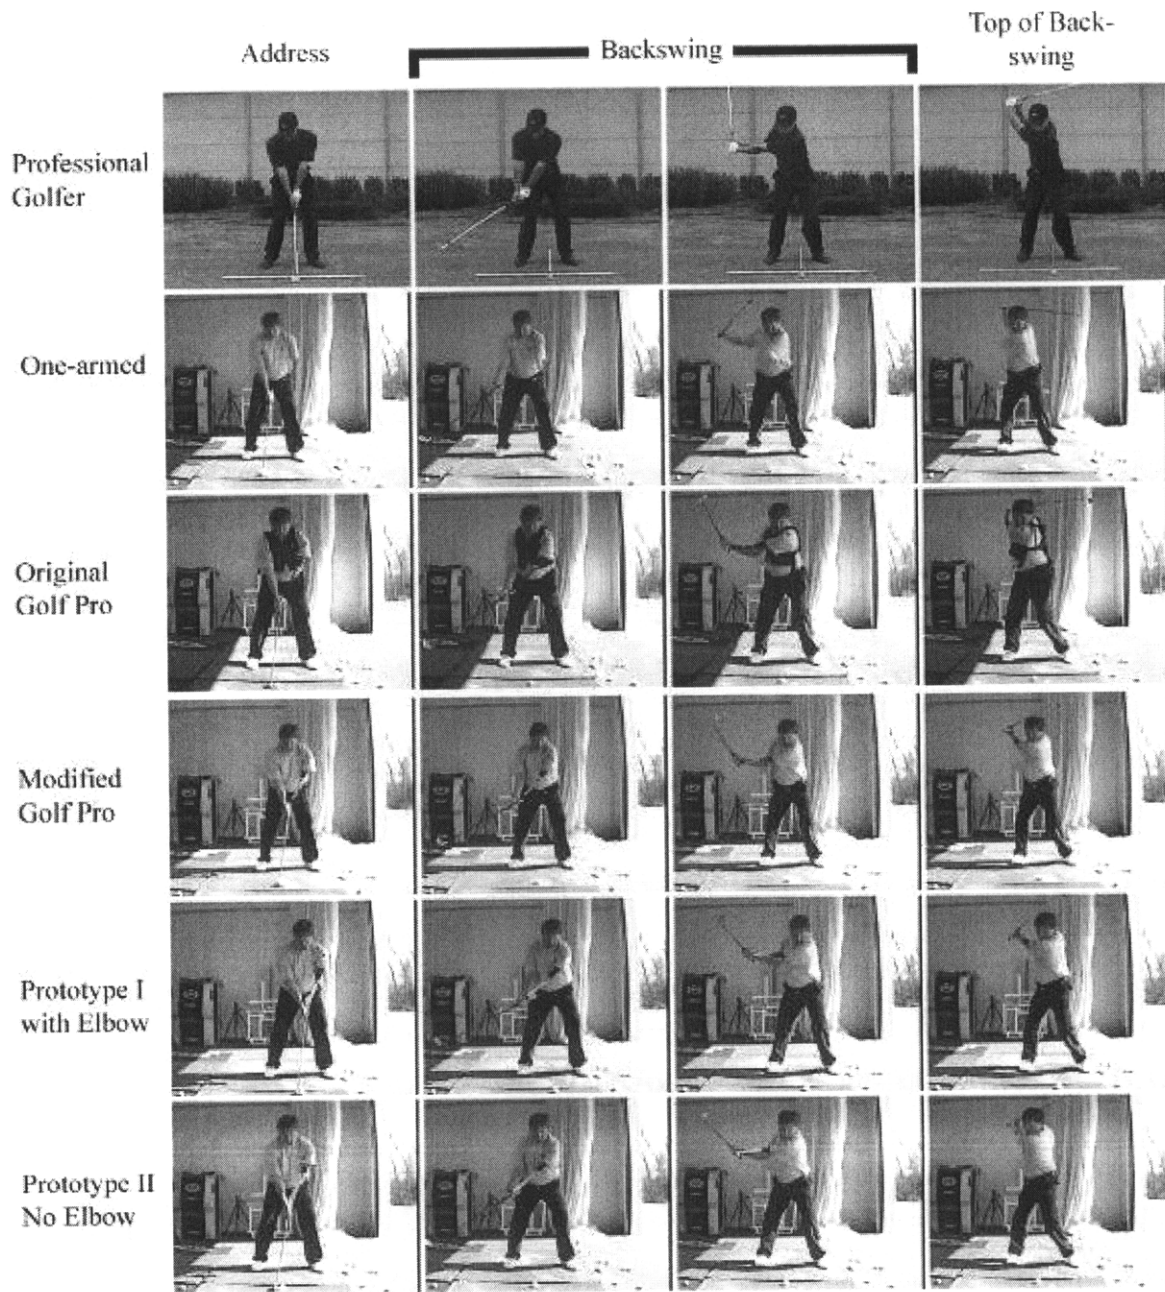 Address
Backswing
Top of Back-
swing
Professional
Golfer
One-armed
Original
Golf Pro
Modified
Golf Pro
Prototype I
with Elbow
Prototype II
No Elbow